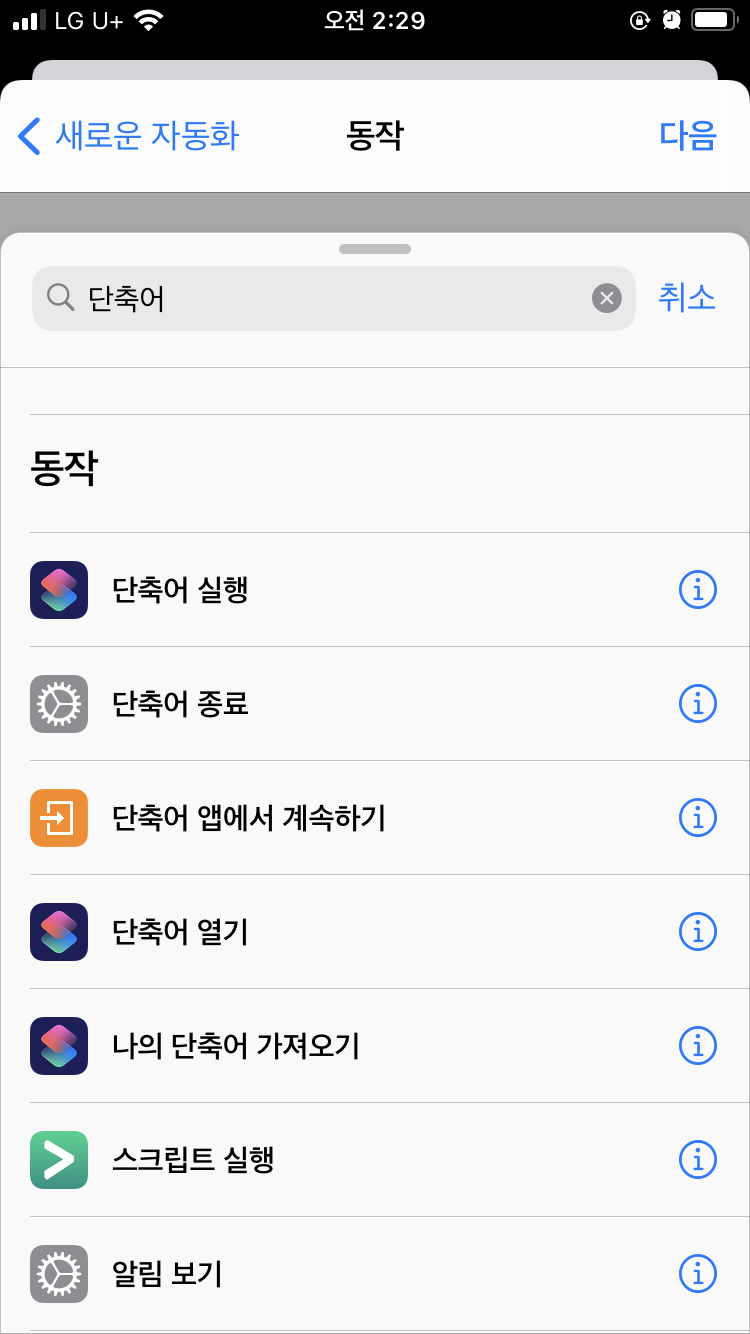 LG U+ 오전 2:29
새로운 자동화 동작 다음
단축어 취소
동작
단축어 실행
단축어 종료
단축어 앱에서 계속하기
단축어 열기
나의 단축어 가져오기
스크립트 실행
알림 보기